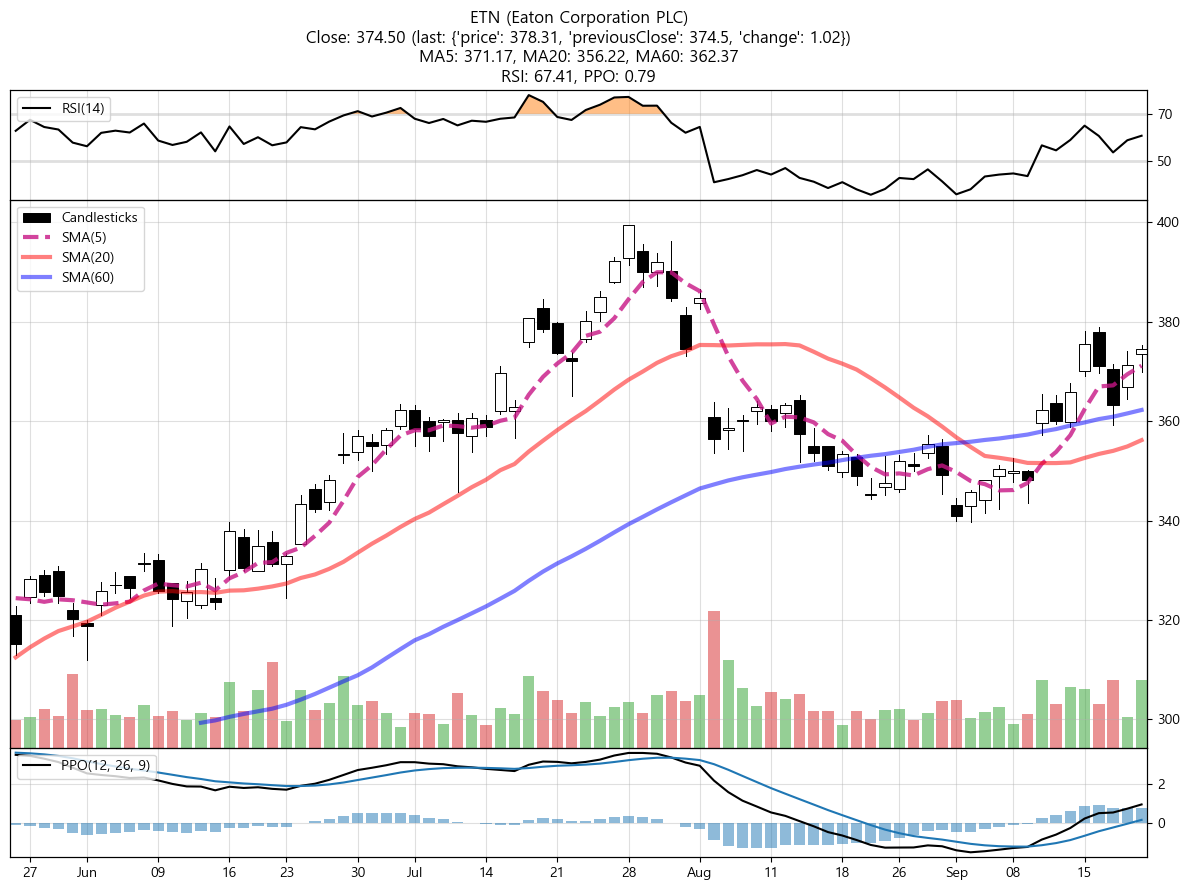 ETN (Eaton Corporation PLC)
Close: 374.50 (last: {'price': 378.31, 'previousClose': 374.5, 'change': 1.02})
MA5: 371.17, MA20: 356.22, MA60: 362.37
RSI: 67.41, PPO: 0.79
RSI(14)
70
50
Candlesticks
SMA(5)
SMA(20)
SMA(60)
400
380
360
340
320
300
PPO(12, 26, 9)
2
0
27 Jun 09 16 23 30 Jul 14 21 28 Aug 11 18 26 Sep 08 15